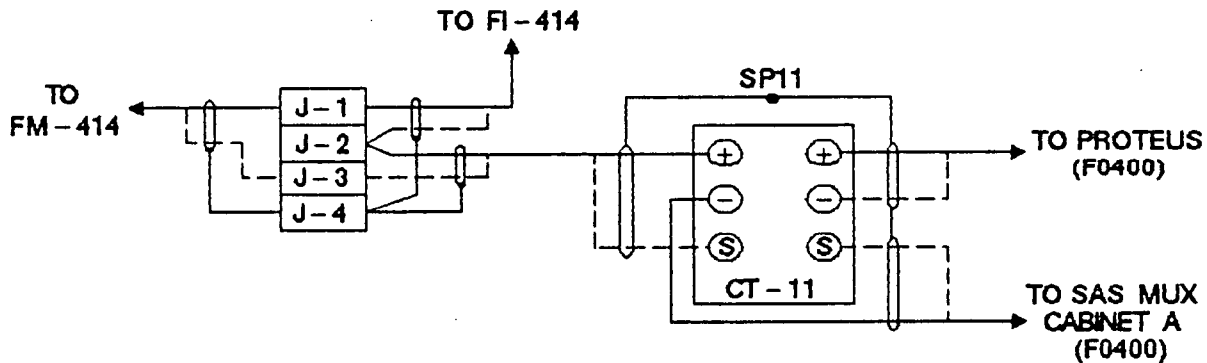 TO FI-414
TO
FM-414
J-1
J-2
J-3
J-4
SP11
+
+
-
-
S
S
CT-11
TO PROTEUS
(F0400)
TO SAS MUX
CABINET A
(F0400)